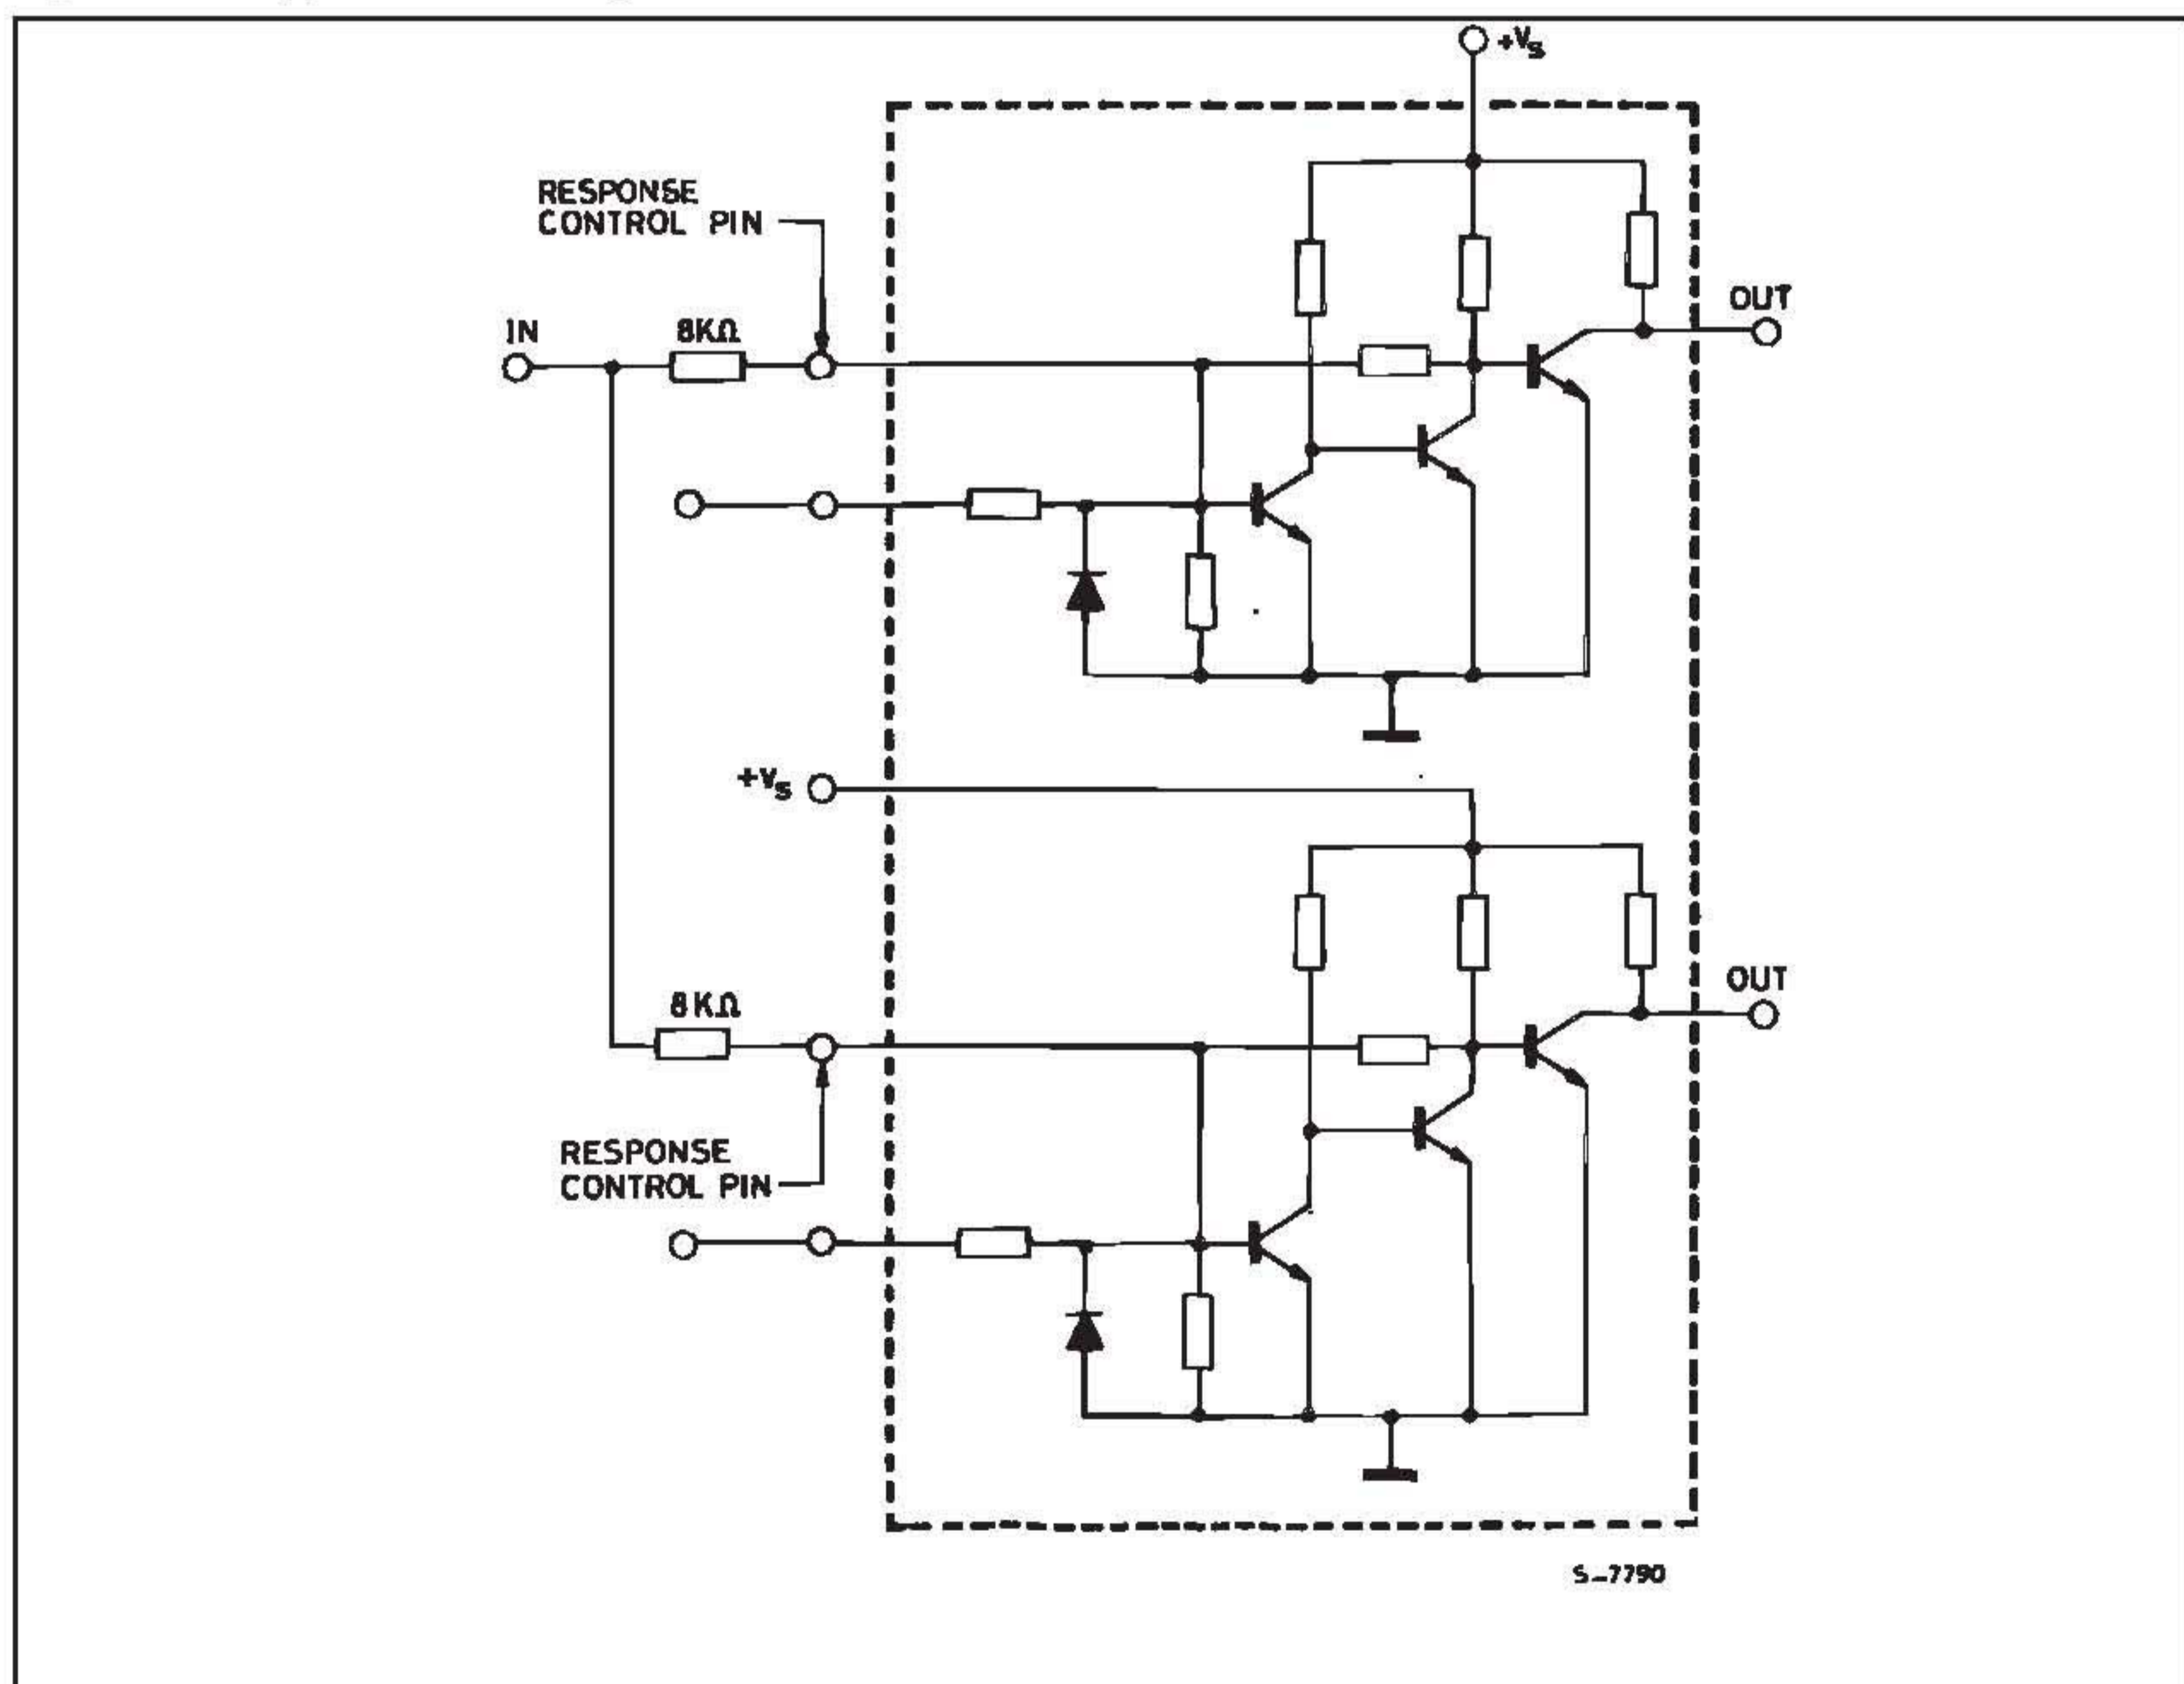 +Vs
RESPONSE
CONTROL PIN
IN
8KΩ
OUT
+Vs
8KΩ
OUT
RESPONSE
CONTROL PIN
S-7790